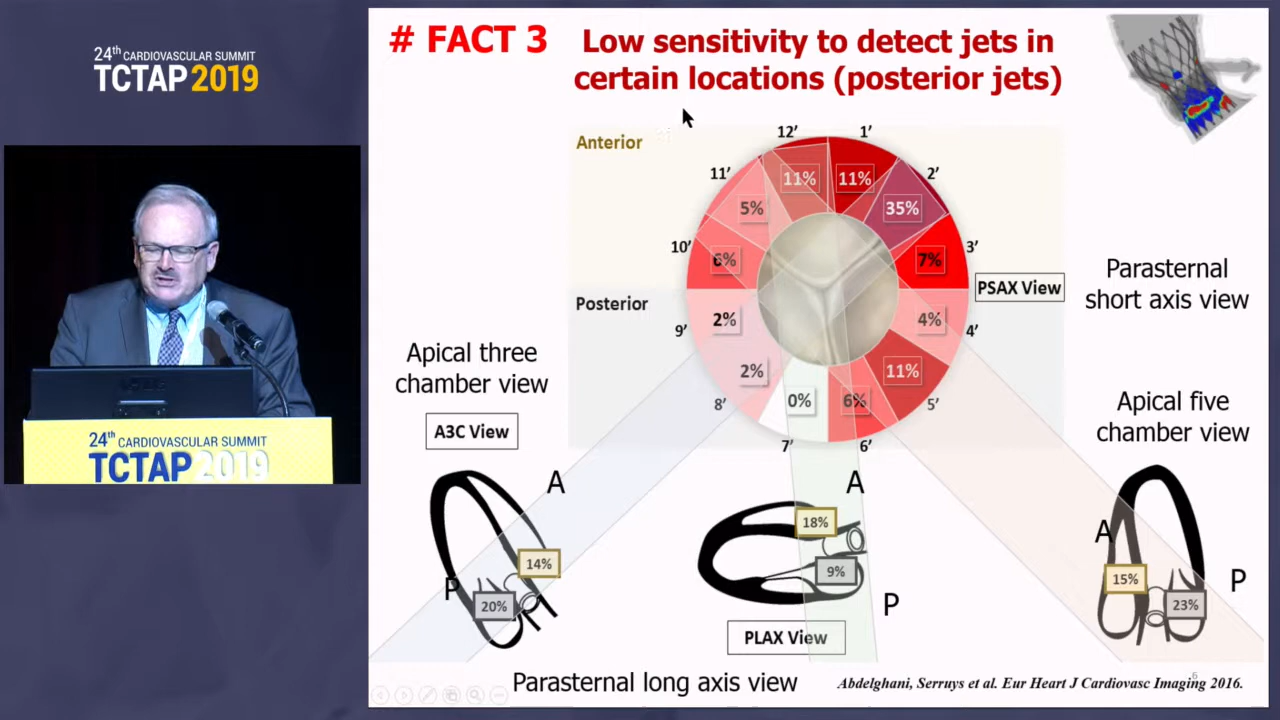 24th CARDIOVASCULAR SUMMIT
TCTAP 2019
# FACT 3
Low sensitivity to detect jets in
certain locations (posterior jets)
Anterior
12’
1’
11’
11%
11%
2’
5%
35%
10’
6%
7%
3’
PSAX View
Parasternal
short axis view
Posterior
9’
2%
4%
4’
2%
11%
8’
0%
6%
5’
7’
6’
Apical three
chamber view
A3C View
Apical five
chamber view
A
P
14%
20%
A
18%
9%
P
PLAX View
A
P
15%
23%
Parasternal long axis view
6
Abdelghani, Serruys et al. Eur Heart J Cardiovasc Imaging 2016.
24th CARDIOVASCULAR SUMMIT
TCTAP 2019